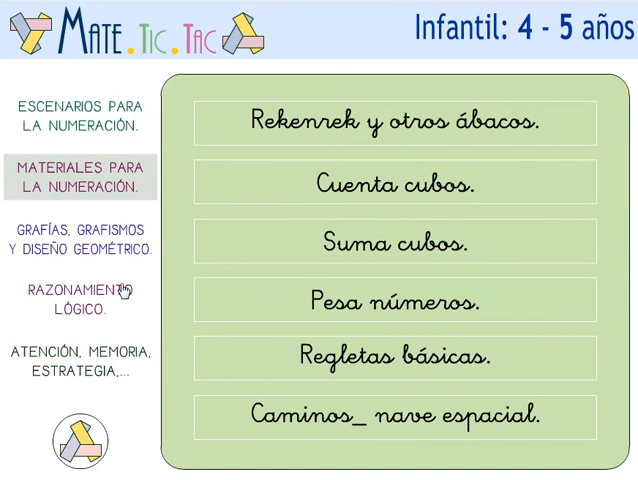 MATE.TIC.TAC
Infantil: 4 - 5 años
ESCENARIOS PARA
LA NUMERACIÓN.
MATERIALES PARA
LA NUMERACIÓN.
GRAFÍAS, GRAFISMOS
Y DISEÑO GEOMÉTRICO.
RAZONAMIENTO
LÓGICO.
ATENCIÓN, MEMORIA,
ESTRATEGIA,...
Rekenrek y otros ábacos.
Cuenta cubos.
Suma cubos.
Pesa números.
Regletas básicas.
Caminos_ nave espacial.